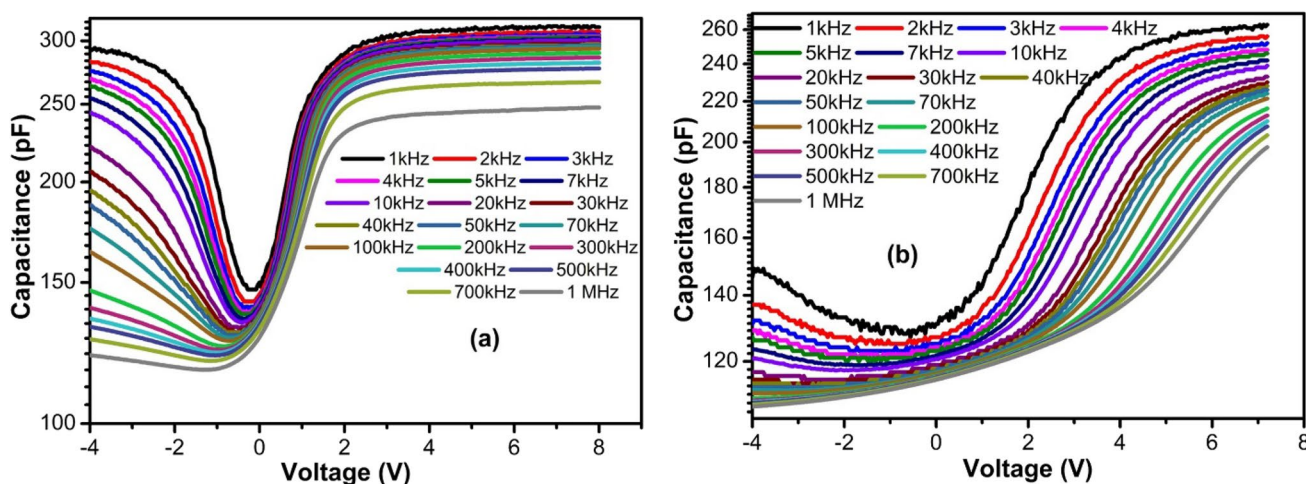 (a)
300
250
200
150
100
Capacitance (pF)
1kHz 2kHz 3kHz
4kHz 5kHz 7kHz
10kHz 20kHz 30kHz
40kHz 50kHz 70kHz
100kHz 200kHz 300kHz
400kHz 500kHz
700kHz 1 MHz
-4 -2 0 2 4 6 8
Voltage (V)
(b)
260
240
220
200
180
160
140
120
Capacitance (pF)
1kHz 2kHz 3kHz 4kHz
5kHz 7kHz 10kHz
20kHz 30kHz 40kHz
50kHz 70kHz
100kHz 200kHz
300kHz 400kHz
500kHz 700kHz
1 MHz
-4 -2 0 2 4 6 8
Voltage (V)